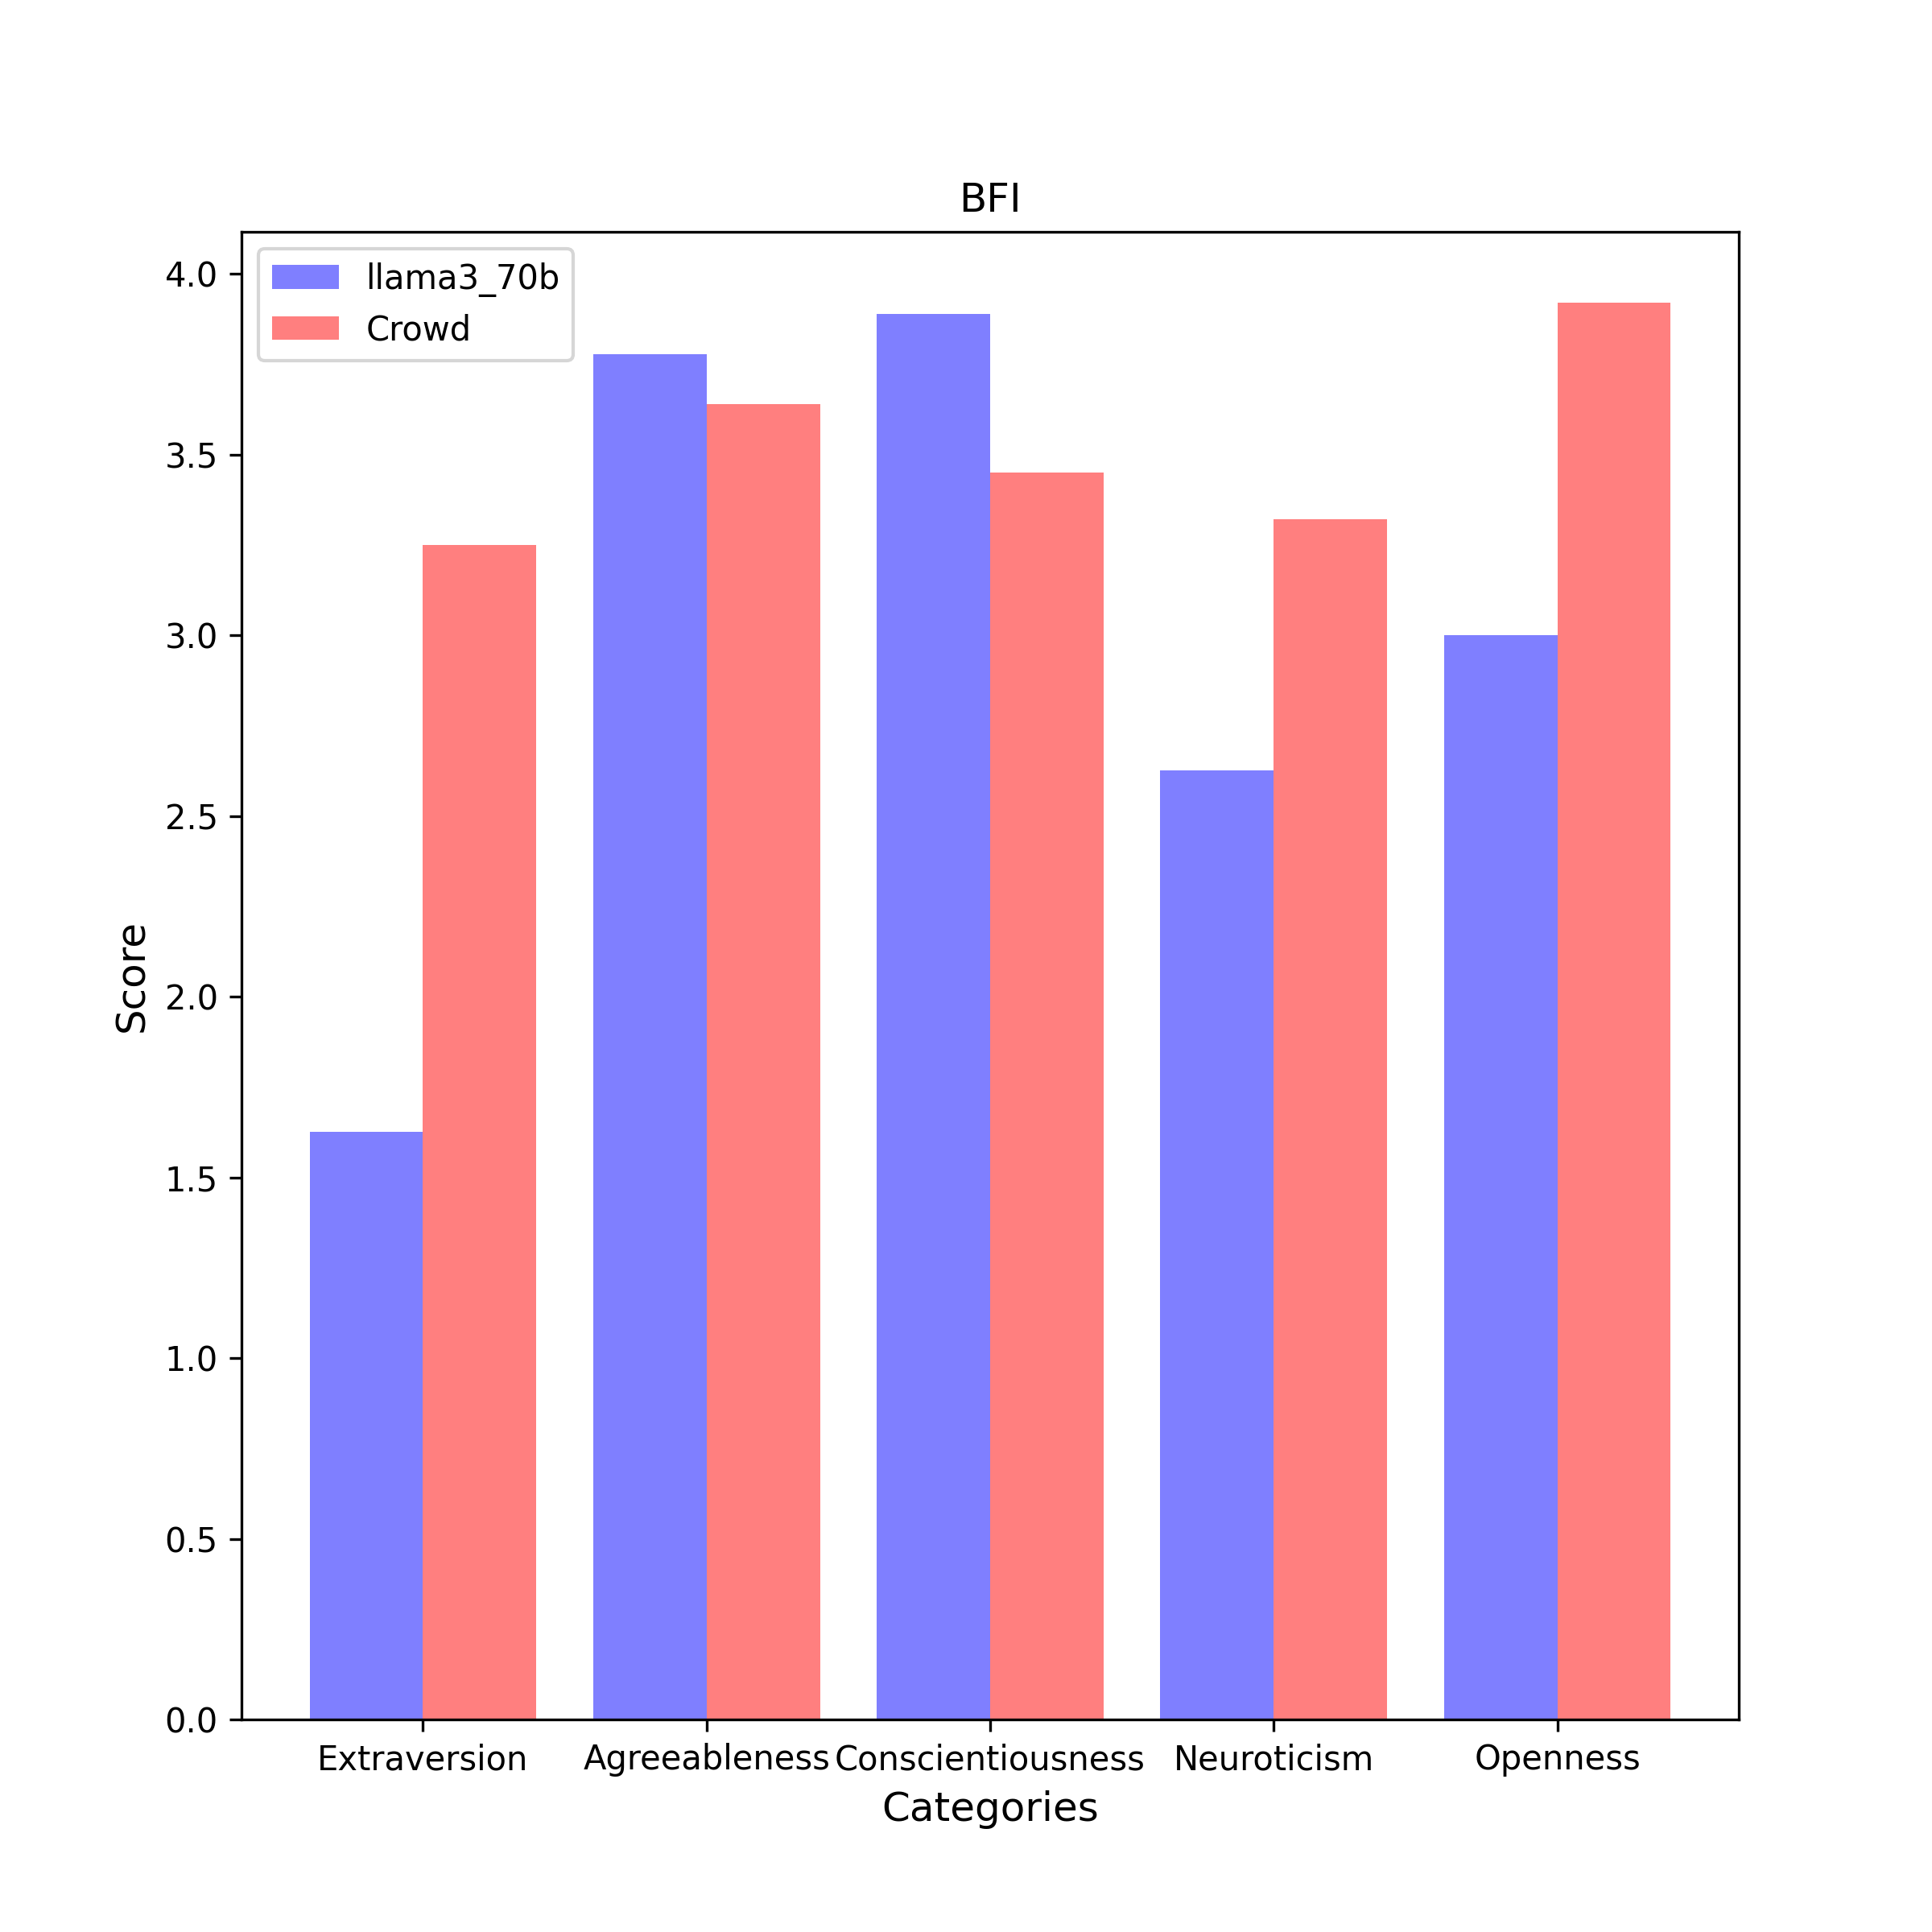 BFI
llama3_70b
Crowd
4.0
3.5
3.0
2.5
2.0
1.5
1.0
0.5
0.0
Score
Extraversion Agreeableness Conscientiousness Neuroticism Openness
Categories